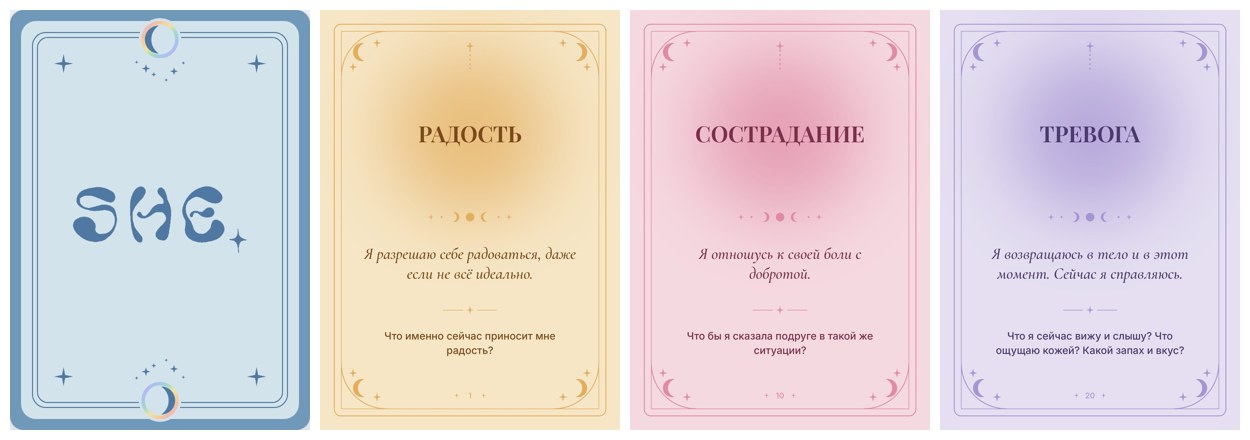 SHE
РАДОСТЬ
Я разрешаю себе радоваться, даже
если не всё идеально.
Что именно сейчас приносит мне
радость?
1
СОСТРАДАНИЕ
Я отношусь к своей боли с
добротой.
Что бы я сказала подруге в такой же
ситуации?
10
ТРЕВОГА
Я возвращаюсь в тело и в этот
момент. Сейчас я справляюсь.
Что я сейчас вижу и слышу? Что
ощущаю кожей? Какой запах и вкус?
20